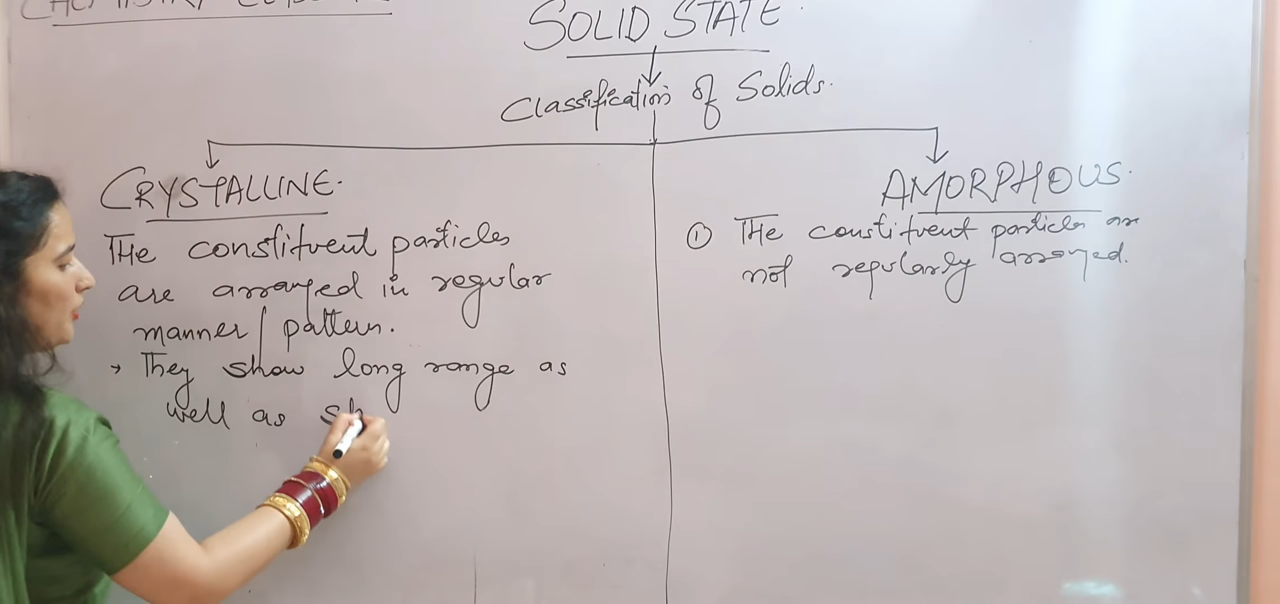 CHEMISTRY
SOLID STATE
Classification of Solids.
CRYSTALLINE.
THe constituent particles
are arranged in regular
manner/pattern.
→ They show long range as
well as sh
AMORPHOUS.
① THe constituent particles are
not regularly arranged.